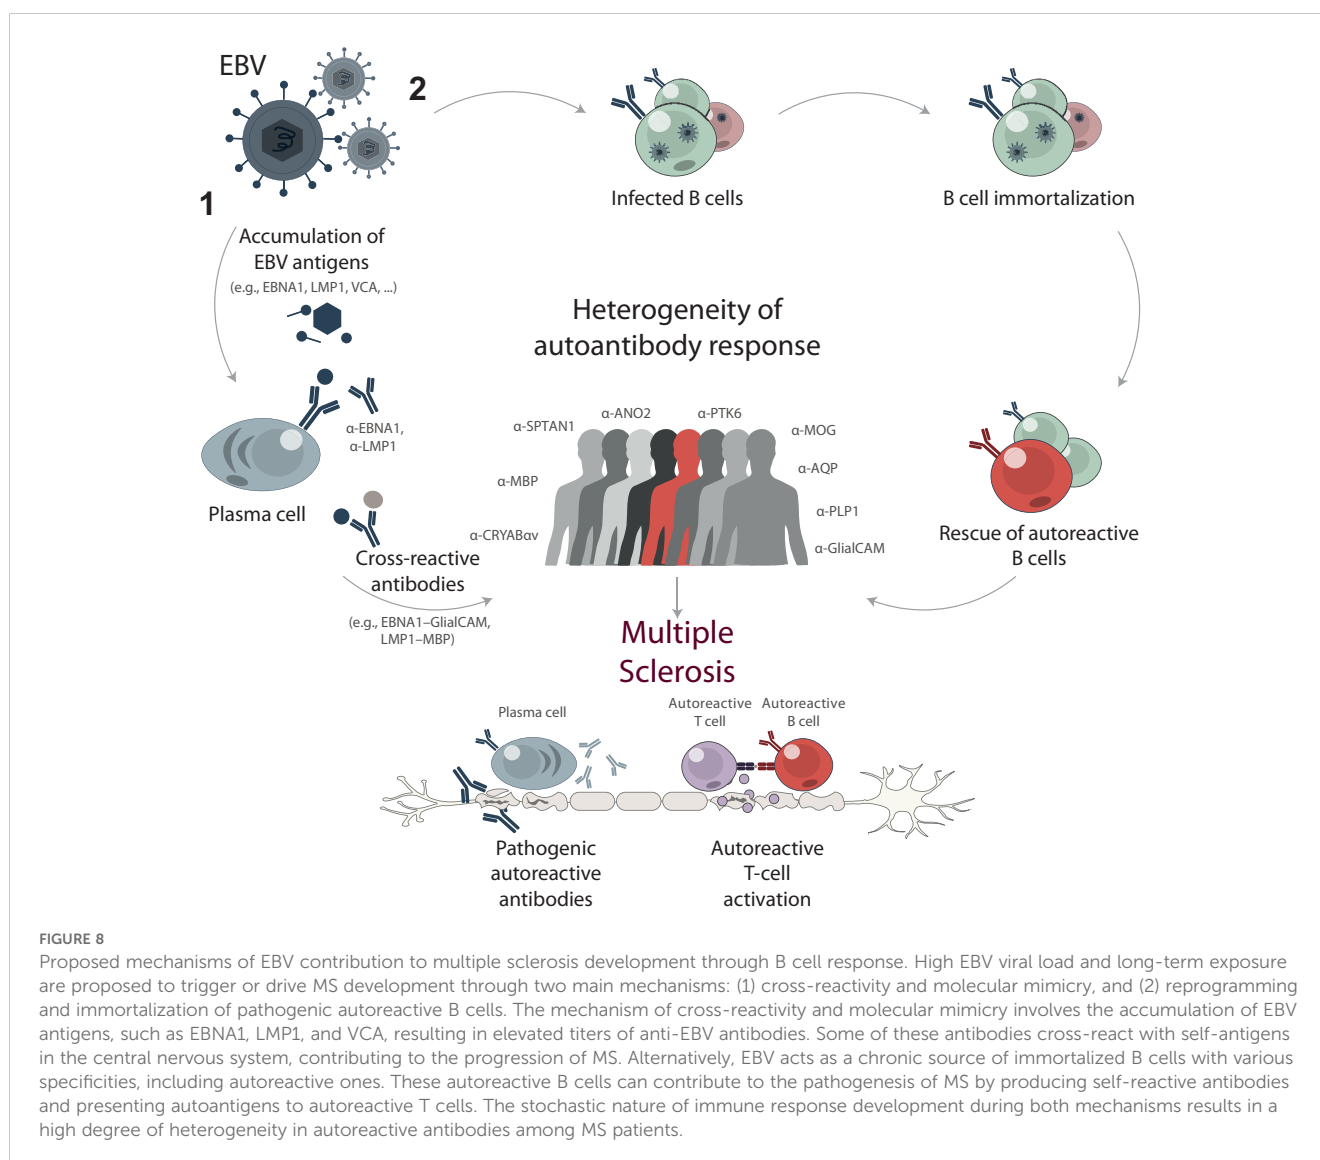 EBV
2
1
Infected B cells
B cell immortalization
Accumulation of
EBV antigens
(e.g., EBNA1, LMP1, VCA, ...)
α-EBNA1,
α-LMP1
Plasma cell
Cross-reactive
antibodies
(e.g., EBNA1–GlialCAM,
LMP1–MBP)
Heterogeneity of
autoantibody response
α-SPTAN1
α-ANO2
α-PTK6
α-MOG
α-MBP
α-AQP
α-PLP1
α-CRYABαv
α-GlialCAM
Rescue of autoreactive
B cells
Multiple
Sclerosis
Plasma cell
Autoreactive
T cell
Autoreactive
B cell
Pathogenic
autoreactive
antibodies
Autoreactive
T-cell
activation
FIGURE 8
Proposed mechanisms of EBV contribution to multiple sclerosis development through B cell response. High EBV viral load and long-term exposure
are proposed to trigger or drive MS development through two main mechanisms: (1) cross-reactivity and molecular mimicry, and (2) reprogramming
and immortalization of pathogenic autoreactive B cells. The mechanism of cross-reactivity and molecular mimicry involves the accumulation of EBV
antigens, such as EBNA1, LMP1, and VCA, resulting in elevated titers of anti-EBV antibodies. Some of these antibodies cross-react with self-antigens
in the central nervous system, contributing to the progression of MS. Alternatively, EBV acts as a chronic source of immortalized B cells with various
specificities, including autoreactive ones. These autoreactive B cells can contribute to the pathogenesis of MS by producing self-reactive antibodies
and presenting autoantigens to autoreactive T cells. The stochastic nature of immune response development during both mechanisms results in a
high degree of heterogeneity in autoreactive antibodies among MS patients.